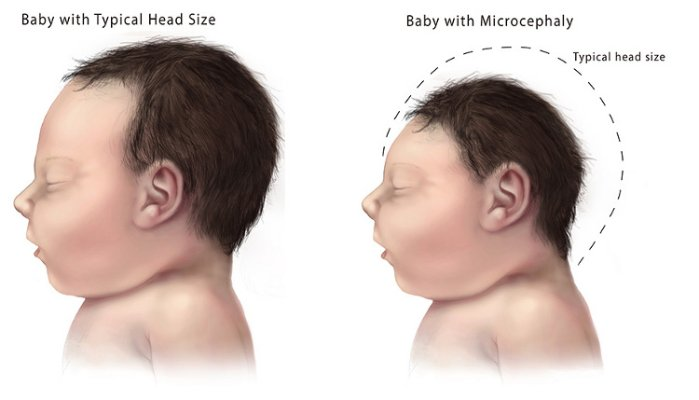 Baby with Typical Head Size
Baby with Microcephaly
Typical head size